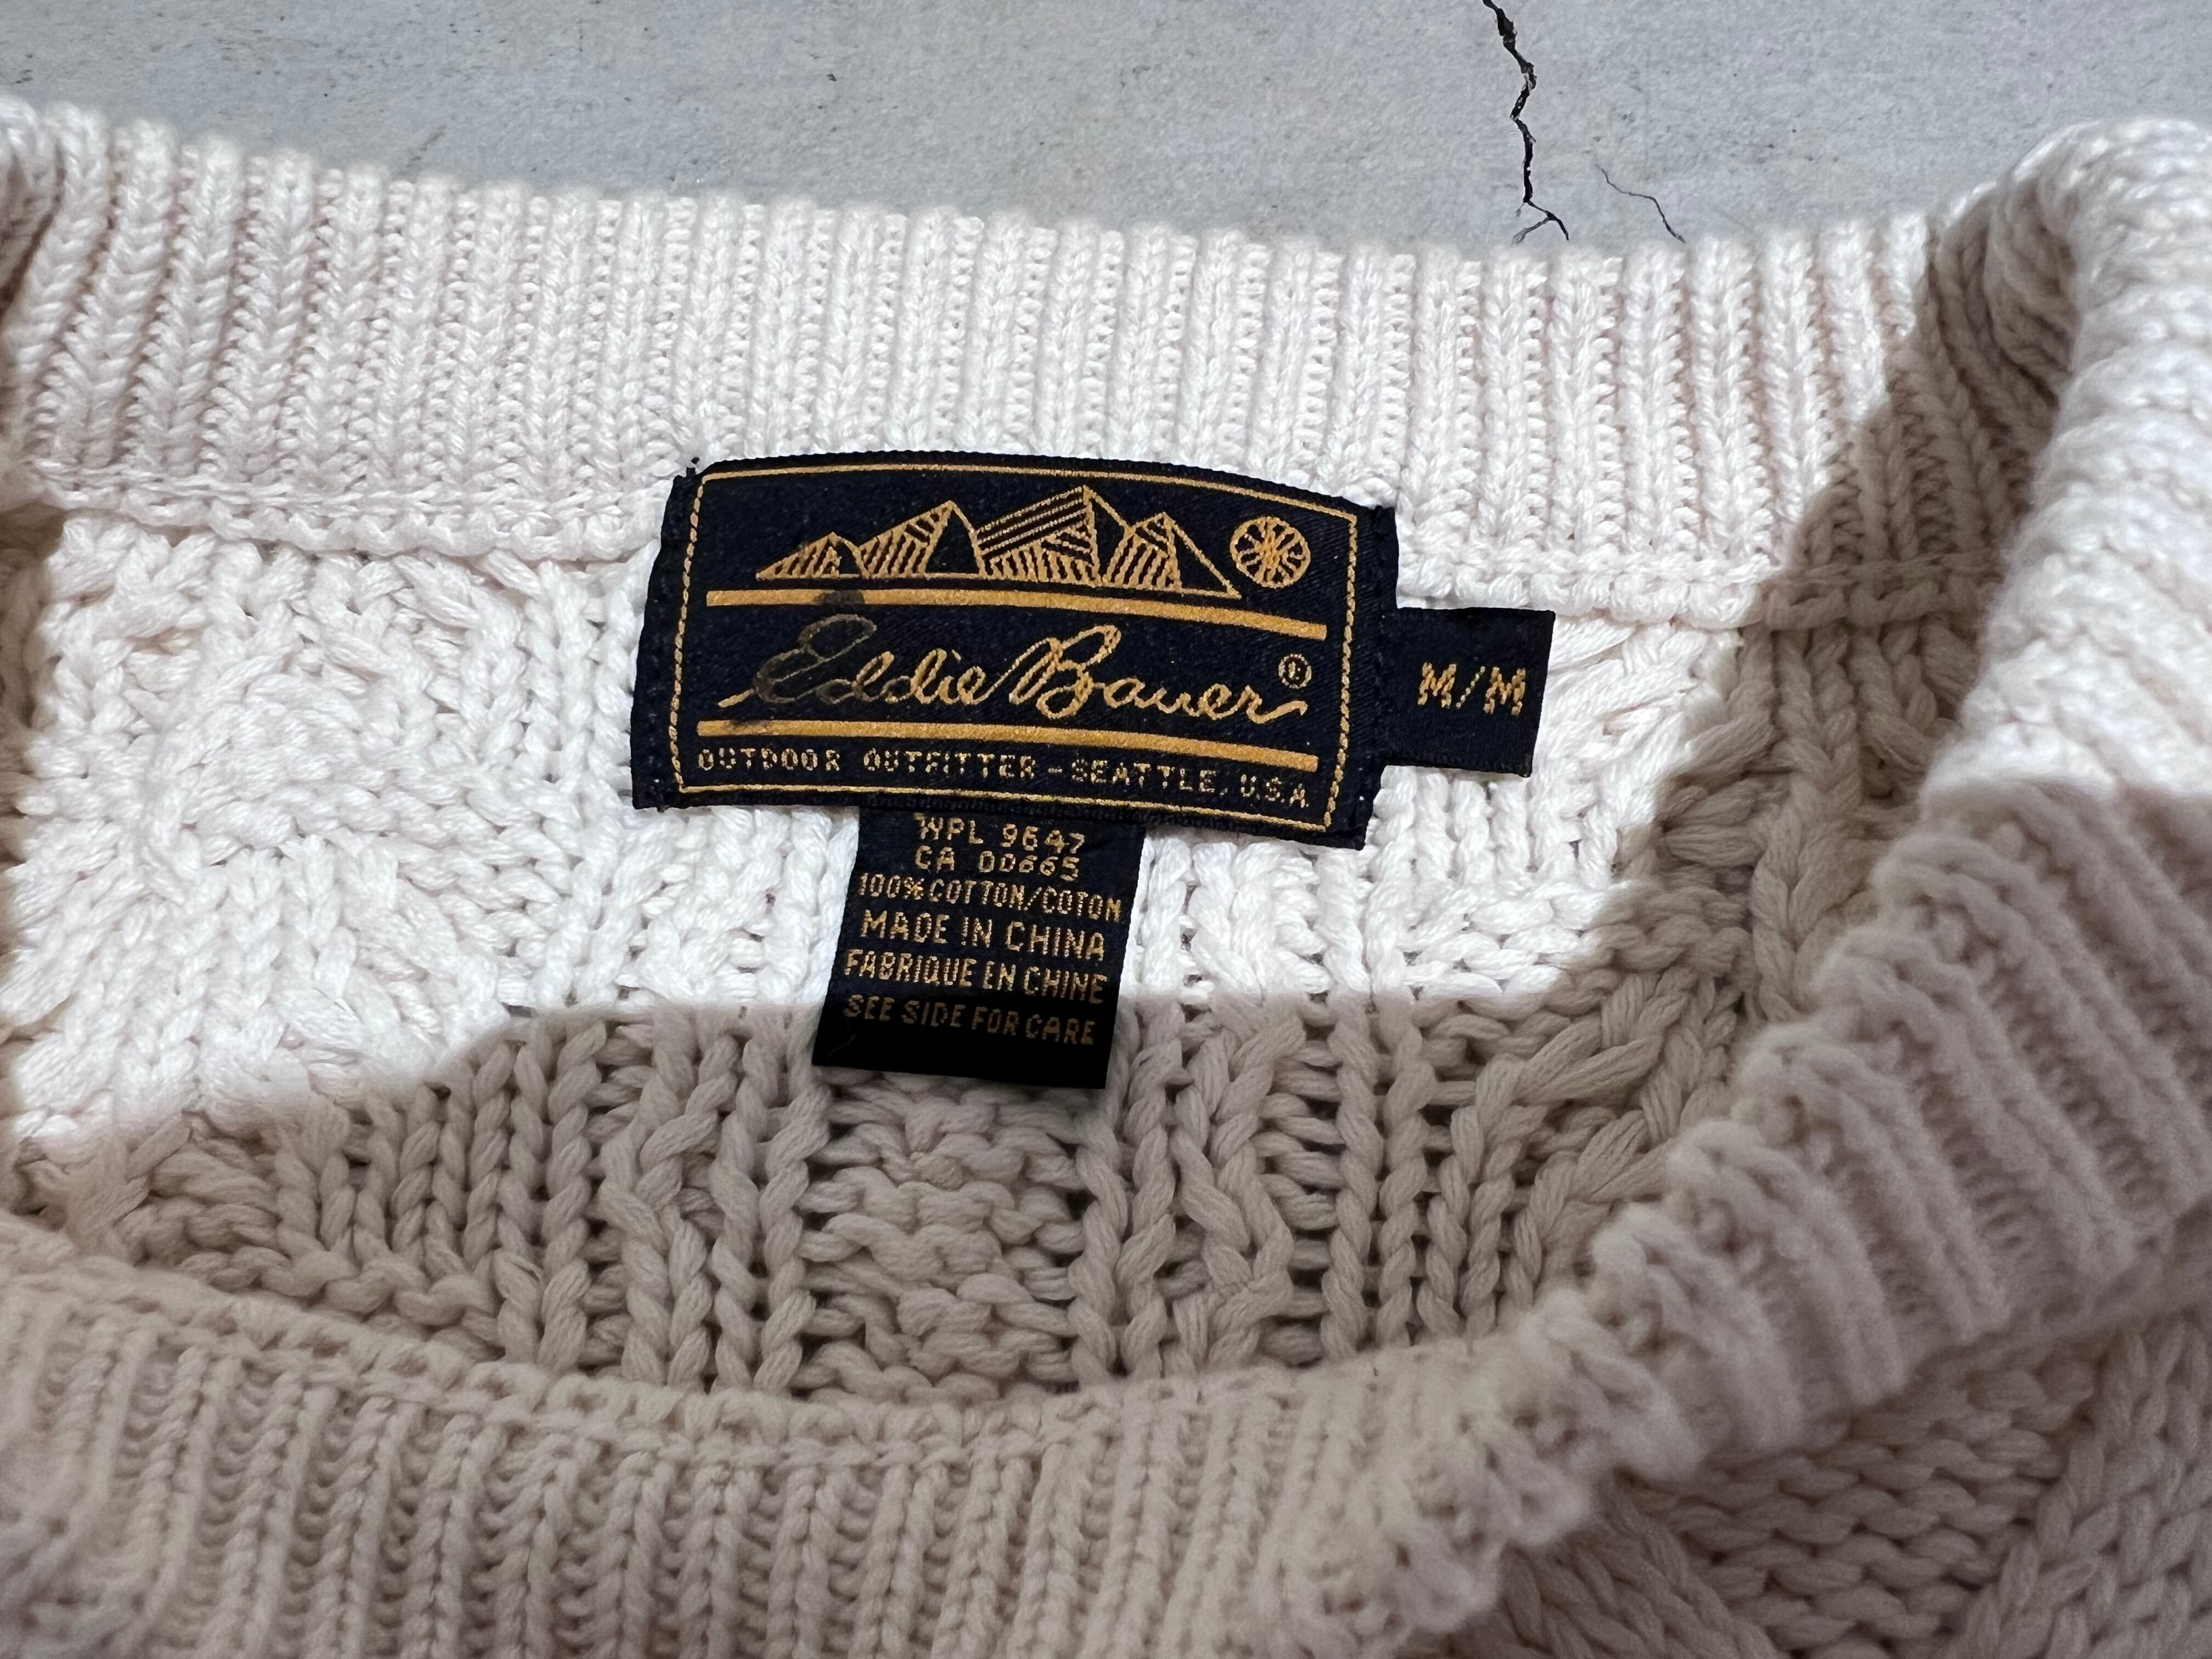 Eddie Bauer®
M/M
OUTDOOR OUTFITTER - SEATTLE, U.S.A
WPL 9647
CA 00665
100% COTTON/COTON
MADE IN CHINA
FABRIQUE EN CHINE
SEE SIDE FOR CARE